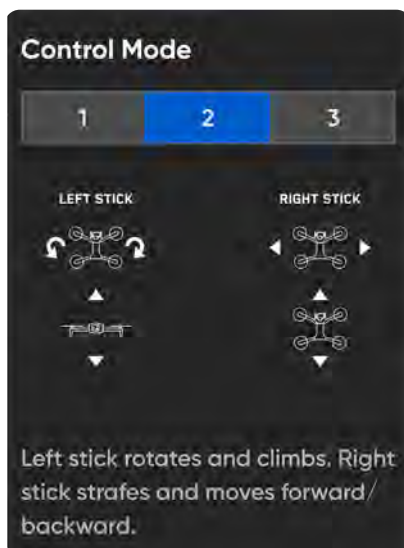 Control Mode
1 2 3
LEFT STICK RIGHT STICK
Left stick rotates and climbs. Right
stick strafes and moves forward/
backward.